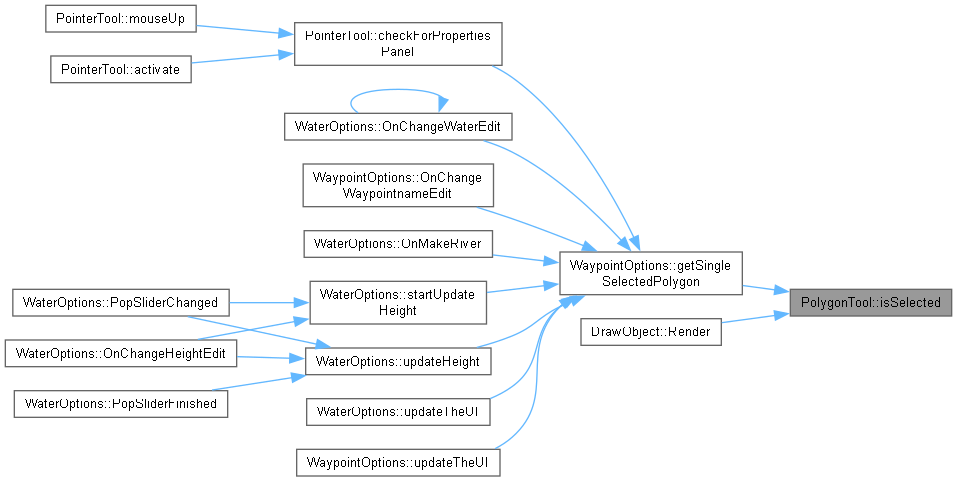 PointerTool::mouseUp
PointerTool::activate
PointerTool::checkForProperties
Panel
WaterOptions::OnChangeWaterEdit
WaypointOptions::OnChange
WaypointnameEdit
WaterOptions::OnMakeRiver
WaterOptions::PopSliderChanged
WaterOptions::startUpdate
Height
WaterOptions::OnChangeHeightEdit
WaterOptions::updateHeight
WaterOptions::PopSliderFinished
WaterOptions::updateTheUI
WaypointOptions::updateTheUI
WaypointOptions::getSingle
SelectedPolygon
DrawObject::Render
PolygonTool::isSelected